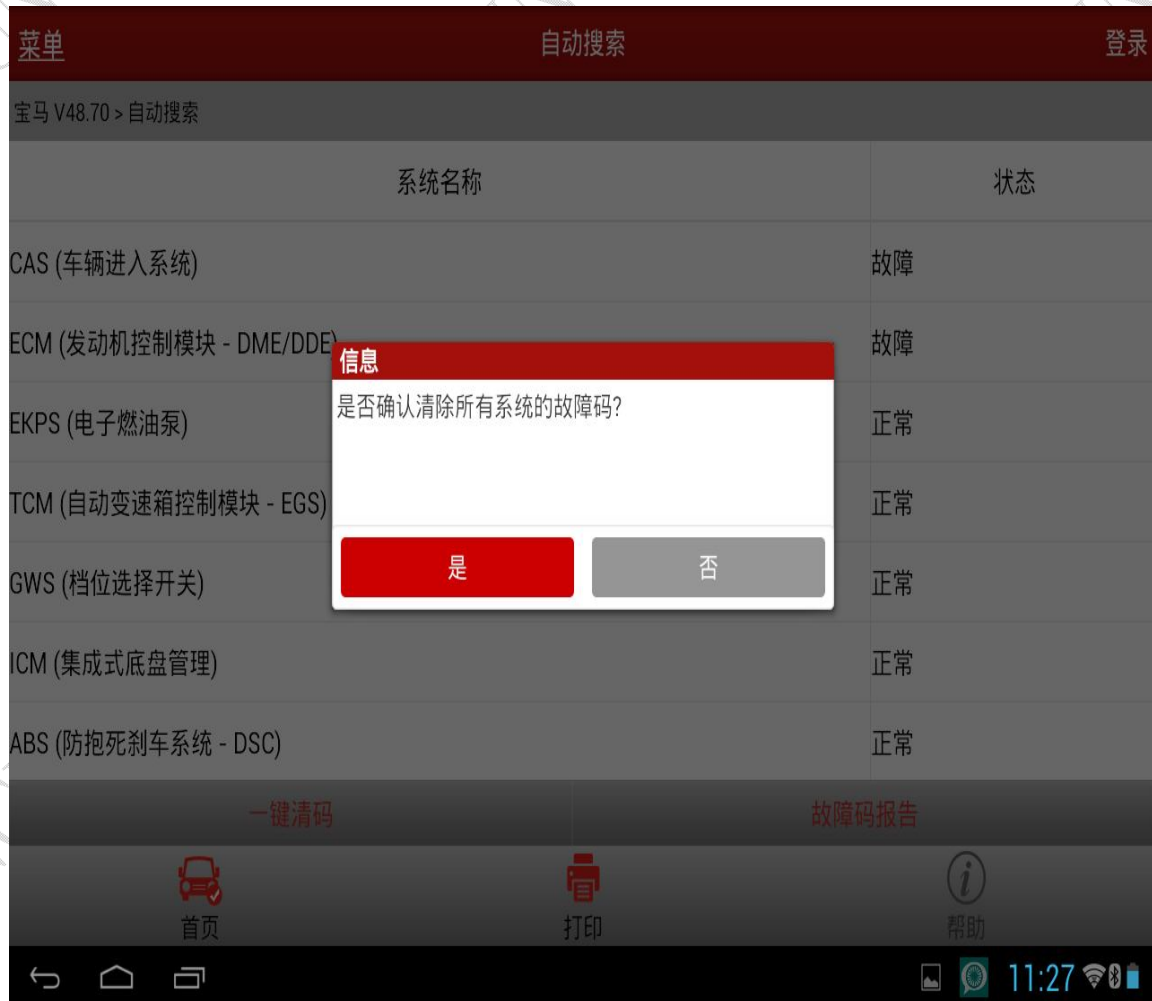 菜单 自动搜索 登录
宝马 V48.70 > 自动搜索
系统名称 状态
CAS (车辆进入系统) 故障
ECM (发动机控制模块 - DME/DDE) 故障
信息
是否确认清除所有系统的故障码?
EKPS (电子燃油泵) 正常
TCM (自动变速箱控制模块 - EGS) 正常
是 否
GWS (档位选择开关) 正常
ICM (集成式底盘管理) 正常
ABS (防抱死刹车系统 - DSC) 正常
一键清码 故障码报告
首页 打印 帮助
11:27